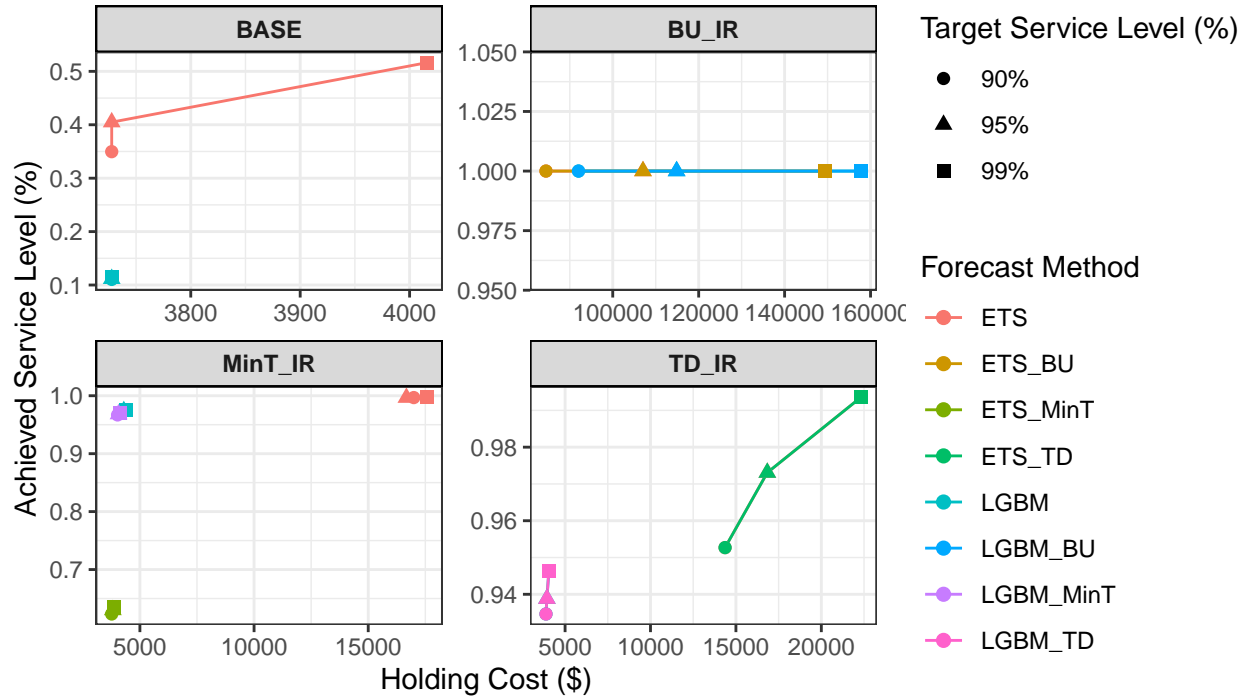 BASE
BU_IR
Target Service Level (%)
90%
95%
99%
0.5
0.4
0.3
0.2
0.1
3800
3900
4000
1.050
1.025
1.000
0.975
0.950
100000
120000
140000
160000
MinT_IR
TD_IR
1.0
0.9
0.8
0.7
5000
10000
15000
0.98
0.96
0.94
5000
10000
15000
20000
Achieved Service Level (%)
Holding Cost ($)
Forecast Method
ETS
ETS_BU
ETS_MinT
ETS_TD
LGBM
LGBM_BU
LGBM_MinT
LGBM_TD